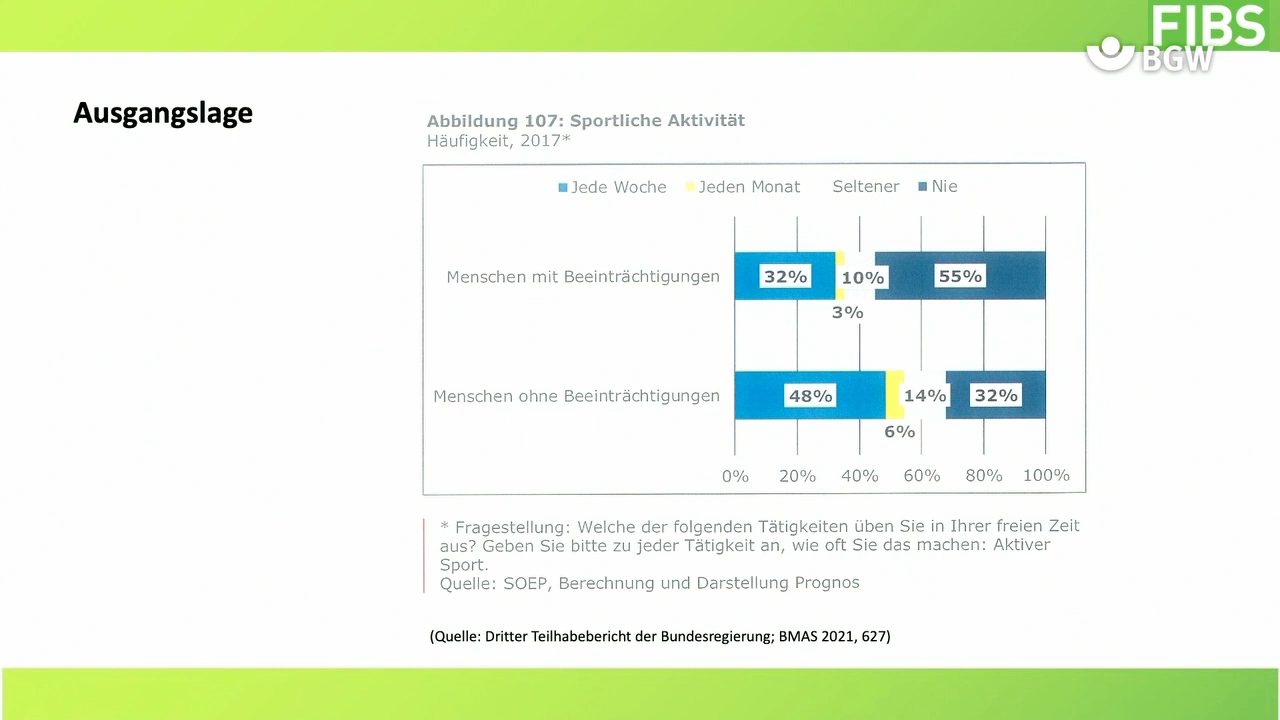 FIBS
BGW
Ausgangslage
Abbildung 107: Sportliche Aktivität
Häufigkeit, 2017*
Jede Woche Jeden Monat Seltener Nie
Menschen mit Beeinträchtigungen 32% 10% 55%
3%
Menschen ohne Beeinträchtigungen 48% 14% 32%
6%
0% 20% 40% 60% 80% 100%
* Fragestellung: Welche der folgenden Tätigkeiten üben Sie in Ihrer freien Zeit
aus? Geben Sie bitte zu jeder Tätigkeit an, wie oft Sie das machen: Aktiver
Sport.
Quelle: SOEP, Berechnung und Darstellung Prognos
(Quelle: Dritter Teilhabebericht der Bundesregierung; BMAS 2021, 627)